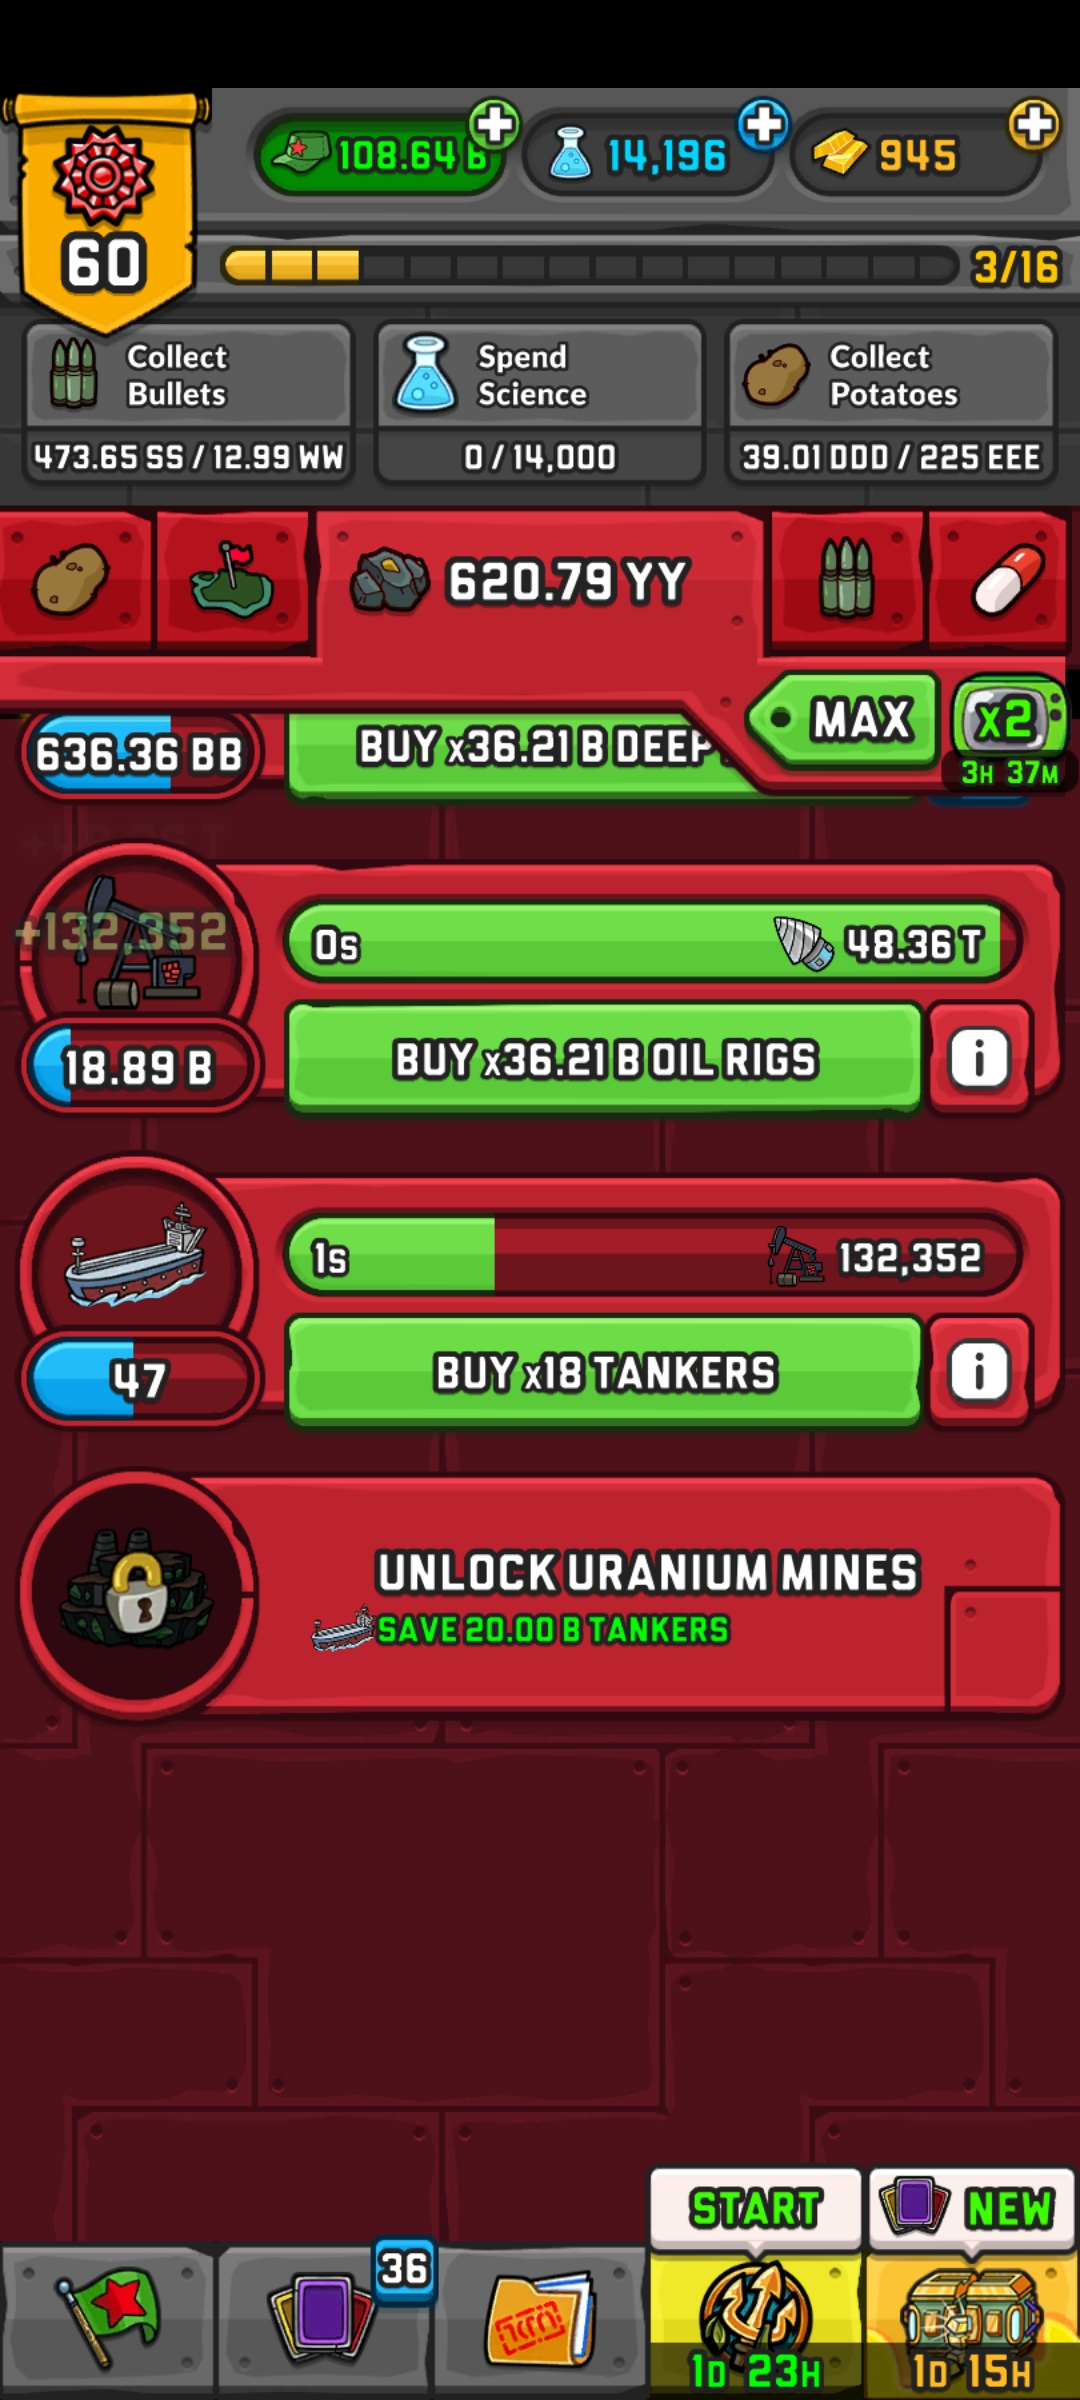 108.64 B
14,196
945
60
3/16
Collect
Bullets
473.65 SS / 12.99 WW
Spend
Science
0 / 14,000
Collect
Potatoes
39.01 DDD / 225 EEE
620.79 YY
MAX
x2
3H 37M
636.36 BB
BUY x36.21 B DEEP
+132,352
0s
48.36 T
18.89 B
BUY x36.21 B OIL RIGS
i
1s
132,352
47
BUY x18 TANKERS
i
UNLOCK URANIUM MINES
SAVE 20.00 B TANKERS
START
NEW
36
1D 23H
1D 15H